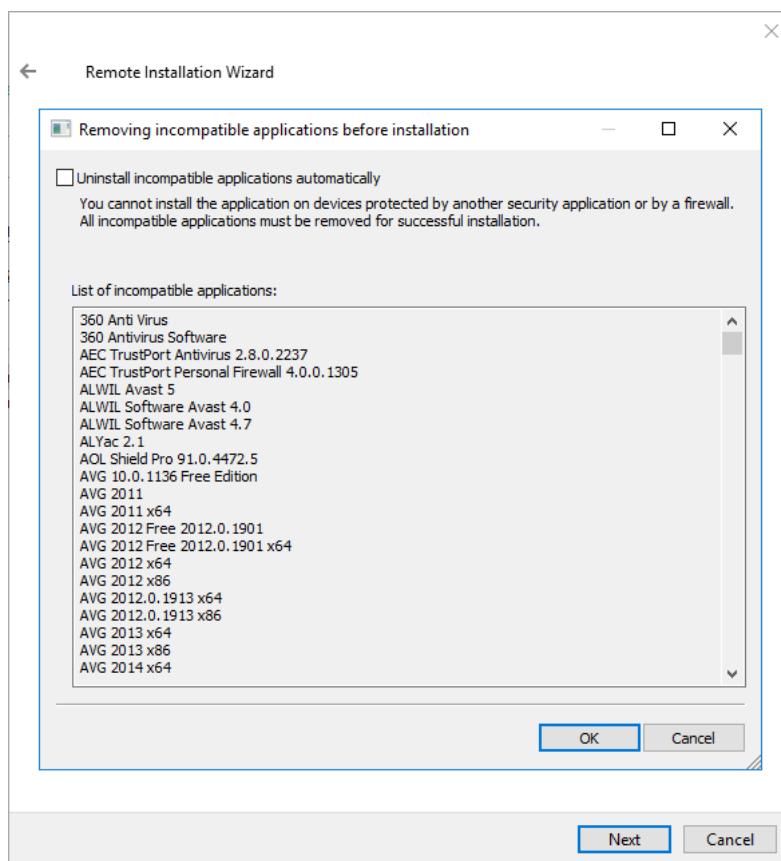 Remote Installation Wizard
Removing incompatible applications before installation
Uninstall incompatible applications automatically
You cannot install the application on devices protected by another security application or by a firewall.
All incompatible applications must be removed for successful installation.
List of incompatible applications:
360 Anti Virus
360 Antivirus Software
AEC TrustPort Antivirus 2.8.0.2237
AEC TrustPort Personal Firewall 4.0.0.1305
ALWIL Avast 5
ALWIL Software Avast 4.0
ALWIL Software Avast 4.7
ALYac 2.1
AOL Shield Pro 91.0.4472.5
AVG 10.0.1136 Free Edition
AVG 2011
AVG 2011 x64
AVG 2012 Free 2012.0.1901
AVG 2012 Free 2012.0.1901 x64
AVG 2012 x64
AVG 2012 x86
AVG 2012.0.1913 x64
AVG 2012.0.1913 x86
AVG 2013 x64
AVG 2013 x86
AVG 2014 x64
OK Cancel
Next Cancel